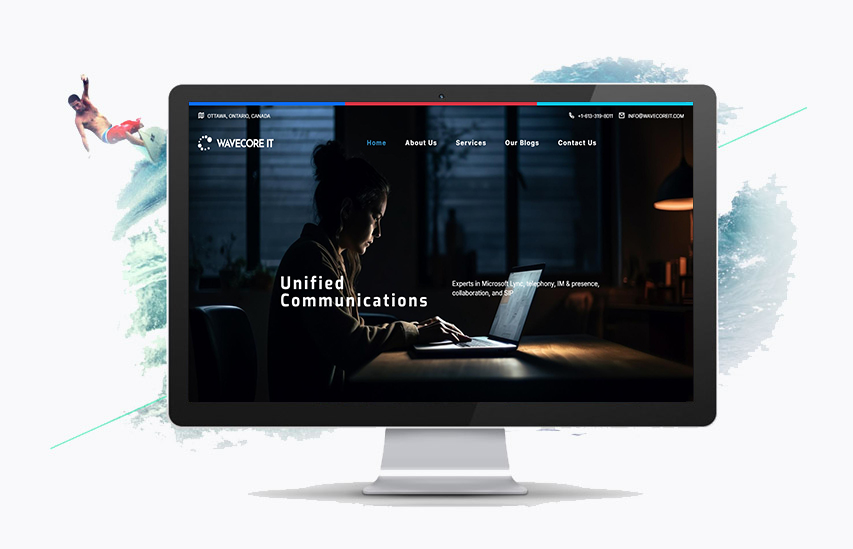 OTTAWA, ONTARIO, CANADA
+1-613-319-8011 INFO@WAVECOREIT.COM
WAVECORE IT
Home About Us Services Our Blogs Contact Us
Unified
Communications
Experts in Microsoft Lync, telephony, IM & presence,
collaboration, and SIP